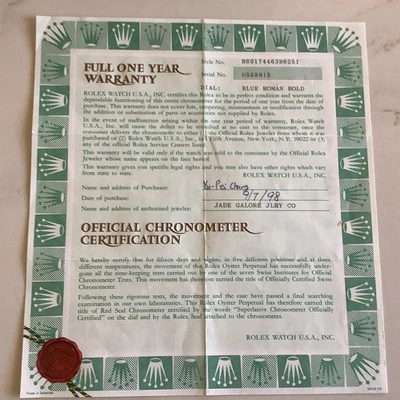 Style No. R691744638625I
FULL ONE YEAR
WARRANTY
Serial No. U528912
DIAL: BLUE ROMAN BOLD
ROLEX WATCH U.S.A., INC. certifies this Rolex to be in perfect condition and warrants the
dependable functioning of this tested chronometer for the period of one year from the date of
purchase. This warranty does not cover loss, tampering, mistreatment or modification through
the addition or substitution of parts or accessories not supplied by Rolex.
In the event of malfunction arising within the one year period of warranty, Rolex Watch
U.S.A., Inc. will cause the defect to be remedied at no cost to the consumer, once the
consumer delivers the chronometer to either (1) the Official Rolex Jeweler from whom it was
purchased or (2) Rolex Watch U.S.A., Inc., 665 Fifth Avenue, New York, N.Y. 10022 or (3)
any of the official Rolex Service Centers listed.
This warranty will be valid only if the watch was sold to the consumer by the Official Rolex
Jeweler whose name appears on the face hereof.
This warranty gives you specific legal rights and you may also have other rights which vary
from state to state.
ROLEX WATCH U.S.A., INC.
Name and address of Purchase: Yu-Pei Chung
Date of purchase: 9/7/98
Name and address of authorized jeweler: JADE GALORE JLRY CO
OFFICIAL CHRONOMETER
CERTIFICATION
We hereby certify that for fifteen days and nights, in five different positions and at three
different temperatures, the movement of this Rolex Oyster Perpetual has successfully under-
gone all the time-keeping tests carried out by one of the seven Swiss Institutes for Official
Chronometer Tests. This movement has therefore earned the title of Officially Certified Swiss
Chronometer.
Following these rigorous tests, the movement and the case have passed a final searching
examination in our own laboratories. This Rolex Oyster Perpetual has therefore earned the
title of Red Seal Chronometer certified by the words "Superlative Chronometer Officially
Certified" on the dial and by the Rolex Seal attached to the chronometer.
ROLEX WATCH U.S.A., INC.
Printed in Switzerland